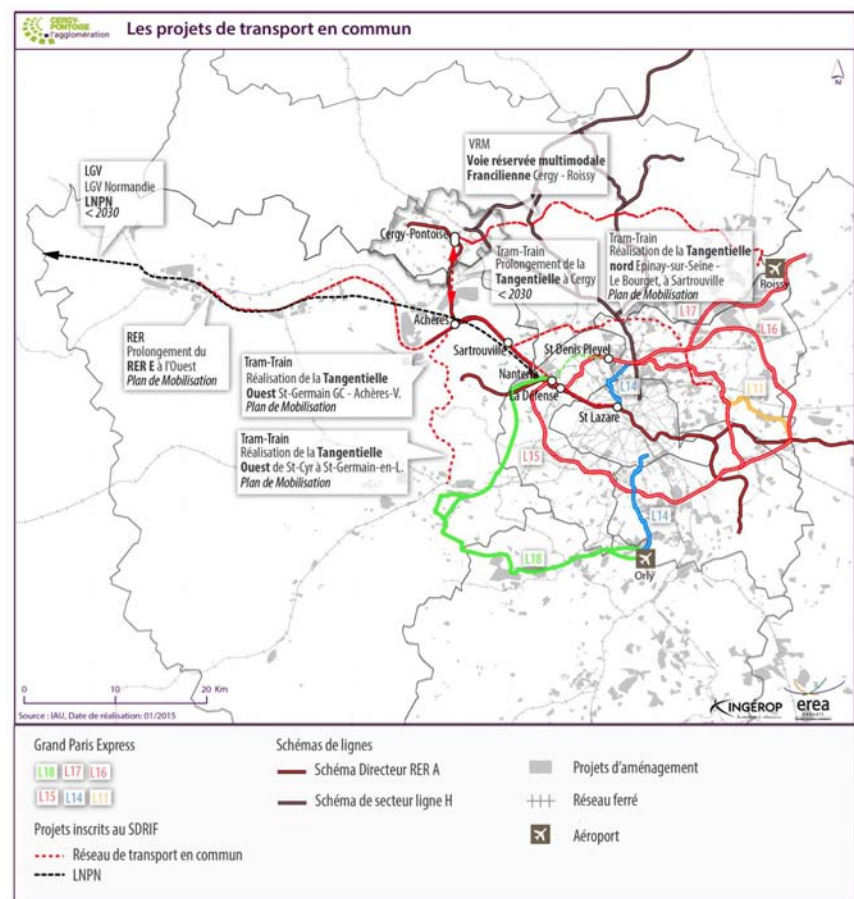 CERGY-
PONTOISE
l'agglomération
Les projets de transport en commun
N
LGV
LGV Normandie
LNPN
< 2030
VRM
Voie réservée multimodale
Francilienne Cergy - Roissy
Cergy-Pontoise
Tram-Train
Prolongement de la
Tangentielle à Cergy
< 2030
Tram-Train
Réalisation de la Tangentielle
nord Epinay-sur-Seine -
Le Bourget, à Sartrouville
Plan de Mobilisation
Roissy
L17
L16
Achères
RER
Prolongement du
RER E à l'Ouest
Plan de Mobilisation
Sartrouville
St Denis Pleyel
Tram-Train
Réalisation de la Tangentielle
Ouest St-Germain GC - Achères-V.
Plan de Mobilisation
Nanterre
La Défense
L14
L11
St Lazare
Tram-Train
Réalisation de la Tangentielle
Ouest de St-Cyr à St-Germain-en-L.
Plan de Mobilisation
L15
L14
L18
Orly
0 10 20 Km
Source : IAU, Date de réalisation: 01/2015
INGÉROP
erea
Grand Paris Express
L18 L17 L16
L15 L14 L11
Projets inscrits au SDRIF
Réseau de transport en commun
LNPN
Schémas de lignes
Schéma Directeur RER A
Schéma de secteur ligne H
Projets d'aménagement
Réseau ferré
Aéroport